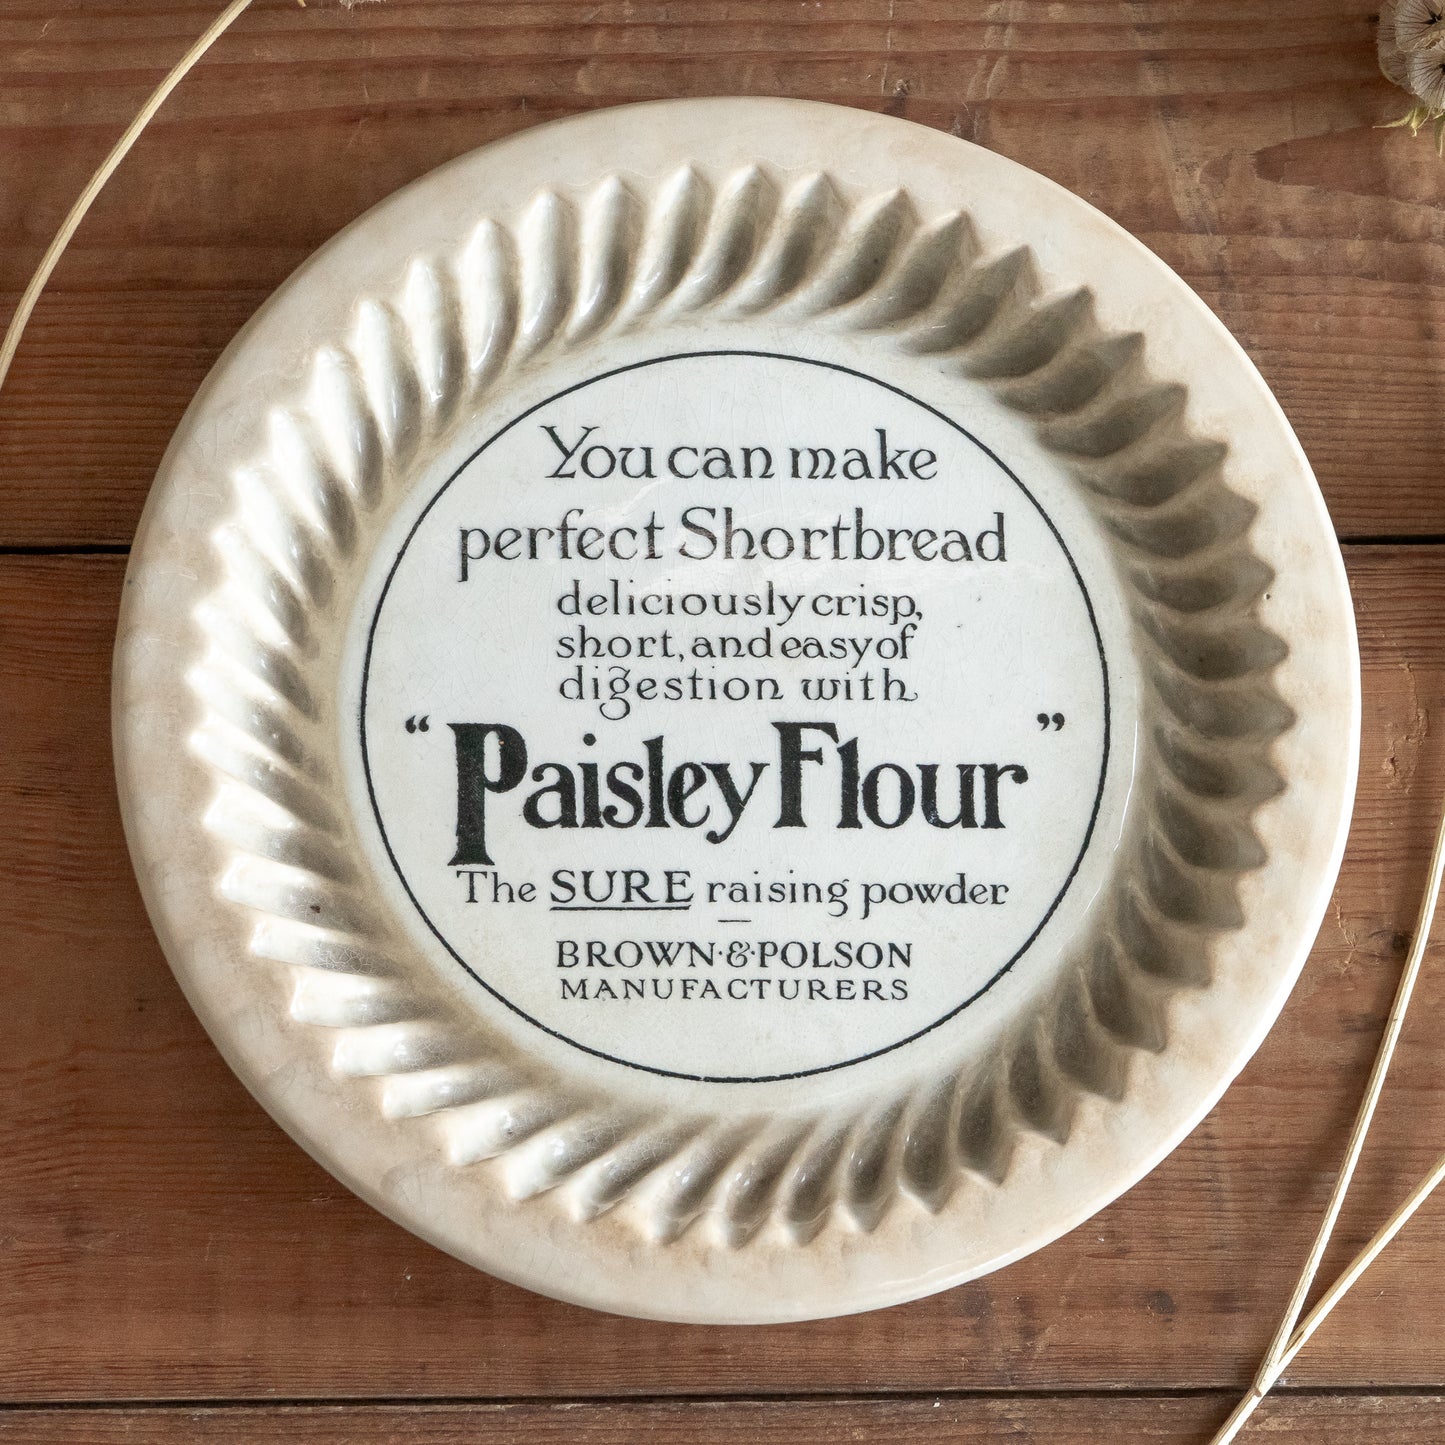 You can make
perfect Shortbread
deliciously crisp,
short, and easy of
digestion with
"Paisley Flour"
The SURE raising powder
BROWN·&·POLSON
MANUFACTURERS